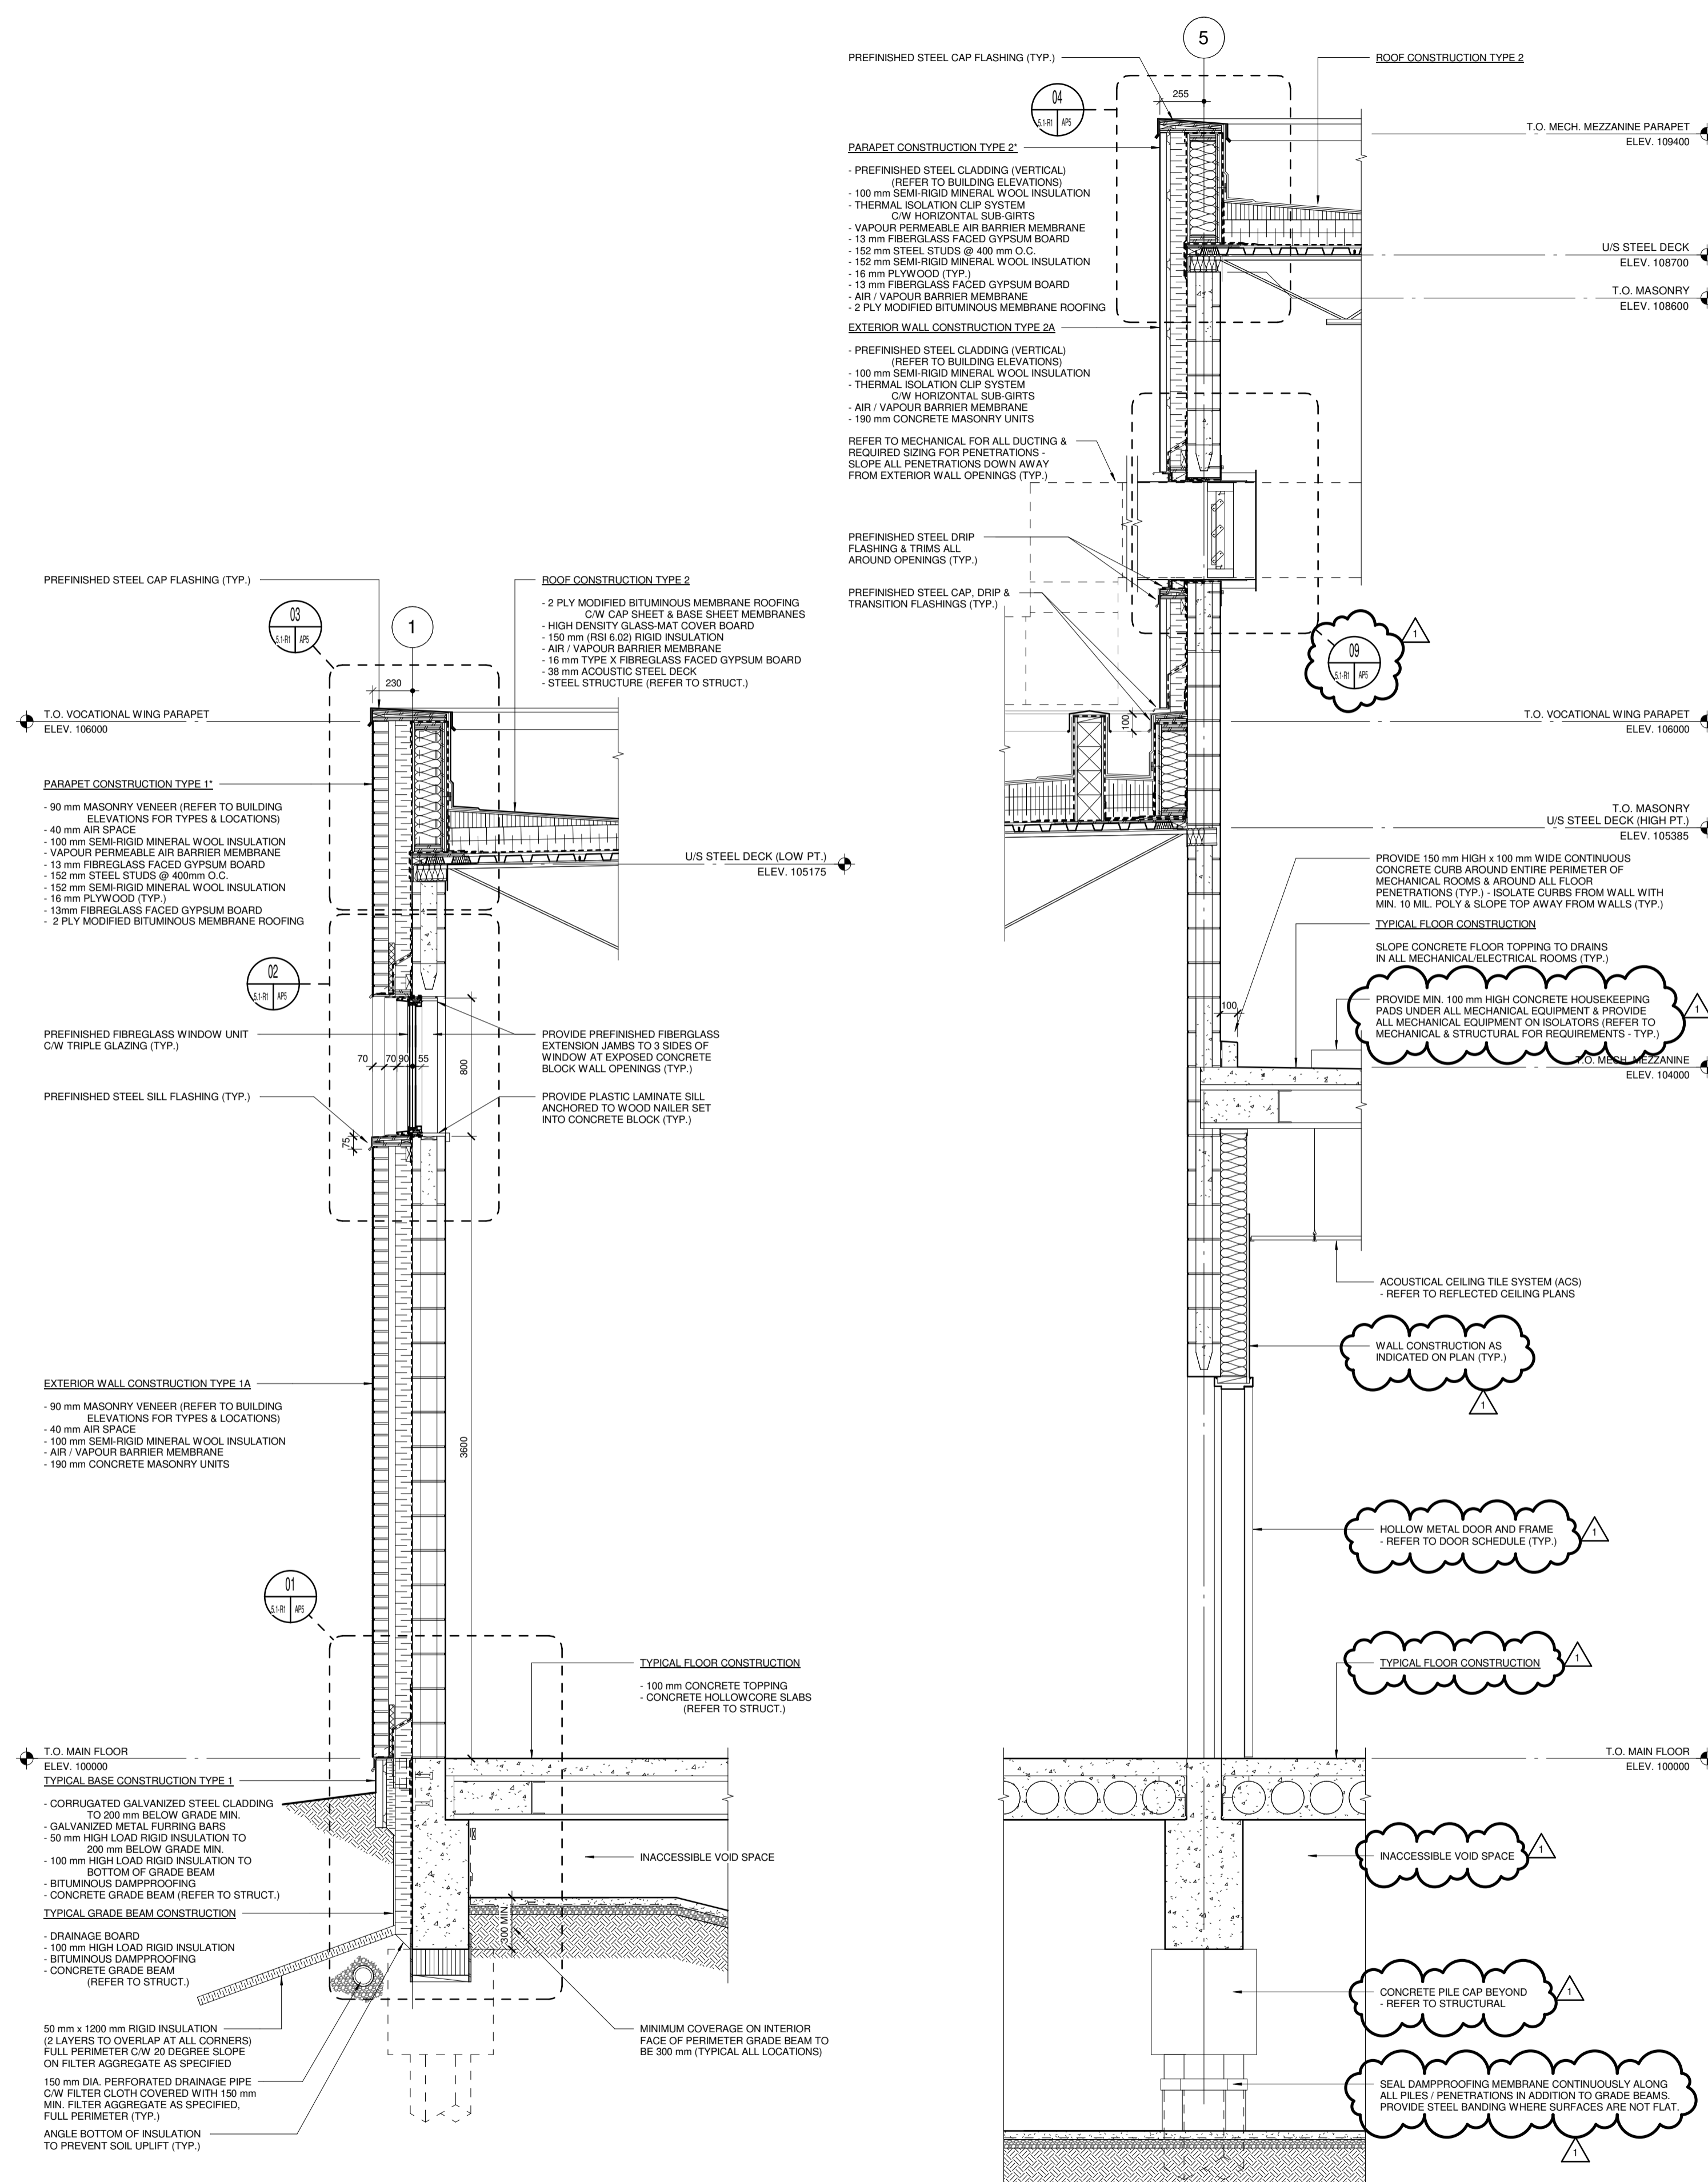 PREFINISHED STEEL CAP FLASHING (TYP.)
03
5.1-R1 AP5
1
230
ROOF CONSTRUCTION TYPE 2
- 2 PLY MODIFIED BITUMINOUS MEMBRANE ROOFING
C/W CAP SHEET & BASE SHEET MEMBRANES
- HIGH DENSITY GLASS-MAT COVER BOARD
- 150 mm (RSI 6.02) RIGID INSULATION
- AIR / VAPOUR BARRIER MEMBRANE
- 16 mm TYPE X FIBREGLASS FACED GYPSUM BOARD
- 38 mm ACOUSTIC STEEL DECK
- STEEL STRUCTURE (REFER TO STRUCT.)
T.O. VOCATIONAL WING PARAPET
ELEV. 106000
PARAPET CONSTRUCTION TYPE 1*
- 90 mm MASONRY VENEER (REFER TO BUILDING
ELEVATIONS FOR TYPES & LOCATIONS)
- 40 mm AIR SPACE
- 100 mm SEMI-RIGID MINERAL WOOL INSULATION
- VAPOUR PERMEABLE AIR BARRIER MEMBRANE
- 13 mm FIBREGLASS FACED GYPSUM BOARD
- 152 mm STEEL STUDS @ 400mm O.C.
- 152 mm SEMI-RIGID MINERAL WOOL INSULATION
- 16 mm PLYWOOD (TYP.)
- 13mm FIBREGLASS FACED GYPSUM BOARD
- 2 PLY MODIFIED BITUMINOUS MEMBRANE ROOFING
U/S STEEL DECK (LOW PT.)
ELEV. 105175
02
5.1-R1 AP5
PREFINISHED FIBREGLASS WINDOW UNIT
C/W TRIPLE GLAZING (TYP.)
70 70 90 55
800
PROVIDE PREFINISHED FIBERGLASS
EXTENSION JAMBS TO 3 SIDES OF
WINDOW AT EXPOSED CONCRETE
BLOCK WALL OPENINGS (TYP.)
PREFINISHED STEEL SILL FLASHING (TYP.)
75
PROVIDE PLASTIC LAMINATE SILL
ANCHORED TO WOOD NAILER SET
INTO CONCRETE BLOCK (TYP.)
EXTERIOR WALL CONSTRUCTION TYPE 1A
- 90 mm MASONRY VENEER (REFER TO BUILDING
ELEVATIONS FOR TYPES & LOCATIONS)
- 40 mm AIR SPACE
- 100 mm SEMI-RIGID MINERAL WOOL INSULATION
- AIR / VAPOUR BARRIER MEMBRANE
- 190 mm CONCRETE MASONRY UNITS
3600
01
5.1-R1 AP5
TYPICAL FLOOR CONSTRUCTION
- 100 mm CONCRETE TOPPING
- CONCRETE HOLLOWCORE SLABS
(REFER TO STRUCT.)
T.O. MAIN FLOOR
ELEV. 100000
TYPICAL BASE CONSTRUCTION TYPE 1
- CORRUGATED GALVANIZED STEEL CLADDING
TO 200 mm BELOW GRADE MIN.
- GALVANIZED METAL FURRING BARS
- 50 mm HIGH LOAD RIGID INSULATION TO
200 mm BELOW GRADE MIN.
- 100 mm HIGH LOAD RIGID INSULATION TO
BOTTOM OF GRADE BEAM
- BITUMINOUS DAMPPROOFING
- CONCRETE GRADE BEAM (REFER TO STRUCT.)
INACCESSIBLE VOID SPACE
TYPICAL GRADE BEAM CONSTRUCTION
- DRAINAGE BOARD
- 100 mm HIGH LOAD RIGID INSULATION
- BITUMINOUS DAMPPROOFING
- CONCRETE GRADE BEAM
(REFER TO STRUCT.)
300 MIN.
50 mm x 1200 mm RIGID INSULATION
(2 LAYERS TO OVERLAP AT ALL CORNERS)
FULL PERIMETER C/W 20 DEGREE SLOPE
ON FILTER AGGREGATE AS SPECIFIED
MINIMUM COVERAGE ON INTERIOR
FACE OF PERIMETER GRADE BEAM TO
BE 300 mm (TYPICAL ALL LOCATIONS)
150 mm DIA. PERFORATED DRAINAGE PIPE
C/W FILTER CLOTH COVERED WITH 150 mm
MIN. FILTER AGGREGATE AS SPECIFIED,
FULL PERIMETER (TYP.)
ANGLE BOTTOM OF INSULATION
TO PREVENT SOIL UPLIFT (TYP.)
5
PREFINISHED STEEL CAP FLASHING (TYP.)
ROOF CONSTRUCTION TYPE 2
04
5.1-R1 AP5
255
T.O. MECH. MEZZANINE PARAPET
ELEV. 109400
PARAPET CONSTRUCTION TYPE 2*
- PREFINISHED STEEL CLADDING (VERTICAL)
(REFER TO BUILDING ELEVATIONS)
- 100 mm SEMI-RIGID MINERAL WOOL INSULATION
- THERMAL ISOLATION CLIP SYSTEM
C/W HORIZONTAL SUB-GIRTS
- VAPOUR PERMEABLE AIR BARRIER MEMBRANE
- 13 mm FIBERGLASS FACED GYPSUM BOARD
- 152 mm STEEL STUDS @ 400 mm O.C.
- 152 mm SEMI-RIGID MINERAL WOOL INSULATION
- 16 mm PLYWOOD (TYP.)
- 13 mm FIBERGLASS FACED GYPSUM BOARD
- AIR / VAPOUR BARRIER MEMBRANE
- 2 PLY MODIFIED BITUMINOUS MEMBRANE ROOFING
U/S STEEL DECK
ELEV. 108700
T.O. MASONRY
ELEV. 108600
EXTERIOR WALL CONSTRUCTION TYPE 2A
- PREFINISHED STEEL CLADDING (VERTICAL)
(REFER TO BUILDING ELEVATIONS)
- 100 mm SEMI-RIGID MINERAL WOOL INSULATION
- THERMAL ISOLATION CLIP SYSTEM
C/W HORIZONTAL SUB-GIRTS
- AIR / VAPOUR BARRIER MEMBRANE
- 190 mm CONCRETE MASONRY UNITS
REFER TO MECHANICAL FOR ALL DUCTING &
REQUIRED SIZING FOR PENETRATIONS -
SLOPE ALL PENETRATIONS DOWN AWAY
FROM EXTERIOR WALL OPENINGS (TYP.)
PREFINISHED STEEL DRIP
FLASHING & TRIMS ALL
AROUND OPENINGS (TYP.)
PREFINISHED STEEL CAP, DRIP &
TRANSITION FLASHINGS (TYP.)
09
5.1-R1 AP5
1
100
T.O. VOCATIONAL WING PARAPET
ELEV. 106000
T.O. MASONRY
U/S STEEL DECK (HIGH PT.)
ELEV. 105385
PROVIDE 150 mm HIGH x 100 mm WIDE CONTINUOUS
CONCRETE CURB AROUND ENTIRE PERIMETER OF
MECHANICAL ROOMS & AROUND ALL FLOOR
PENETRATIONS (TYP.) - ISOLATE CURBS FROM WALL WITH
MIN. 10 MIL. POLY & SLOPE TOP AWAY FROM WALLS (TYP.)
TYPICAL FLOOR CONSTRUCTION
SLOPE CONCRETE FLOOR TOPPING TO DRAINS
IN ALL MECHANICAL/ELECTRICAL ROOMS (TYP.)
100
PROVIDE MIN. 100 mm HIGH CONCRETE HOUSEKEEPING
PADS UNDER ALL MECHANICAL EQUIPMENT & PROVIDE
ALL MECHANICAL EQUIPMENT ON ISOLATORS (REFER TO
MECHANICAL & STRUCTURAL FOR REQUIREMENTS - TYP.)
1
T.O. MECH. MEZZANINE
ELEV. 104000
ACOUSTICAL CEILING TILE SYSTEM (ACS)
- REFER TO REFLECTED CEILING PLANS
WALL CONSTRUCTION AS
INDICATED ON PLAN (TYP.)
1
HOLLOW METAL DOOR AND FRAME
- REFER TO DOOR SCHEDULE (TYP.)
1
TYPICAL FLOOR CONSTRUCTION
1
T.O. MAIN FLOOR
ELEV. 100000
INACCESSIBLE VOID SPACE
1
CONCRETE PILE CAP BEYOND
- REFER TO STRUCTURAL
1
SEAL DAMPPROOFING MEMBRANE CONTINUOUSLY ALONG
ALL PILES / PENETRATIONS IN ADDITION TO GRADE BEAMS.
PROVIDE STEEL BANDING WHERE SURFACES ARE NOT FLAT.
1